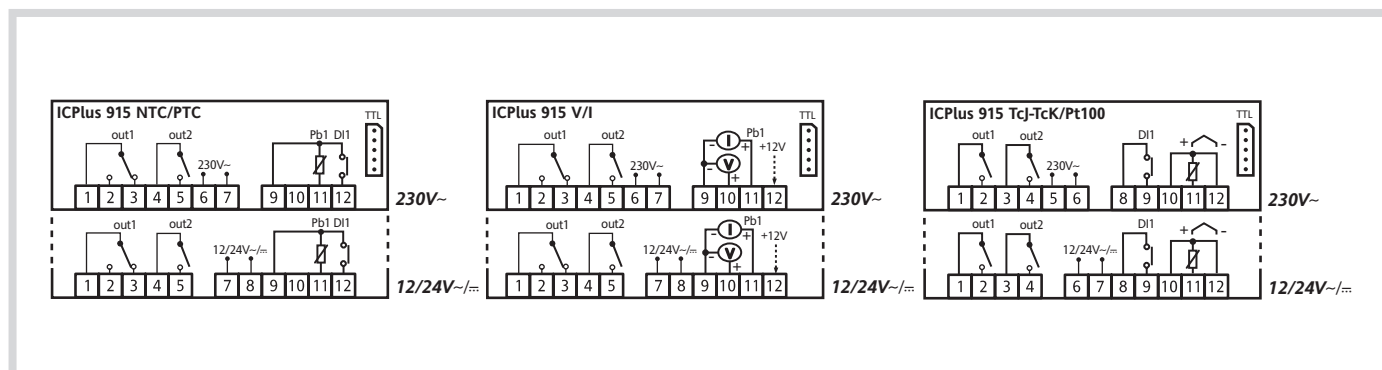 ICPlus 915 NTC/PTC
TTL
out1 out2 Pb1 DI1
230V~
1 2 3 4 5 6 7 9 10 11 12
230V~
out1 out2 Pb1 DI1
12/24V~/⎓
1 2 3 4 5 7 8 9 10 11 12
12/24V~/⎓
ICPlus 915 V/I
TTL
out1 out2 I Pb1
- +
+12V
230V~ - V
+
1 2 3 4 5 6 7 9 10 11 12
230V~
out1 out2 I Pb1
- +
+12V
12/24V~/⎓ - V
+
1 2 3 4 5 7 8 9 10 11 12
12/24V~/⎓
ICPlus 915 TcJ-TcK/Pt100
TTL
out1 out2 DI1 + -
230V~
1 2 3 4 5 6 8 9 10 11 12
230V~
out1 out2 DI1 + -
12/24V~/⎓
1 2 3 4 6 7 8 9 10 11 12
12/24V~/⎓